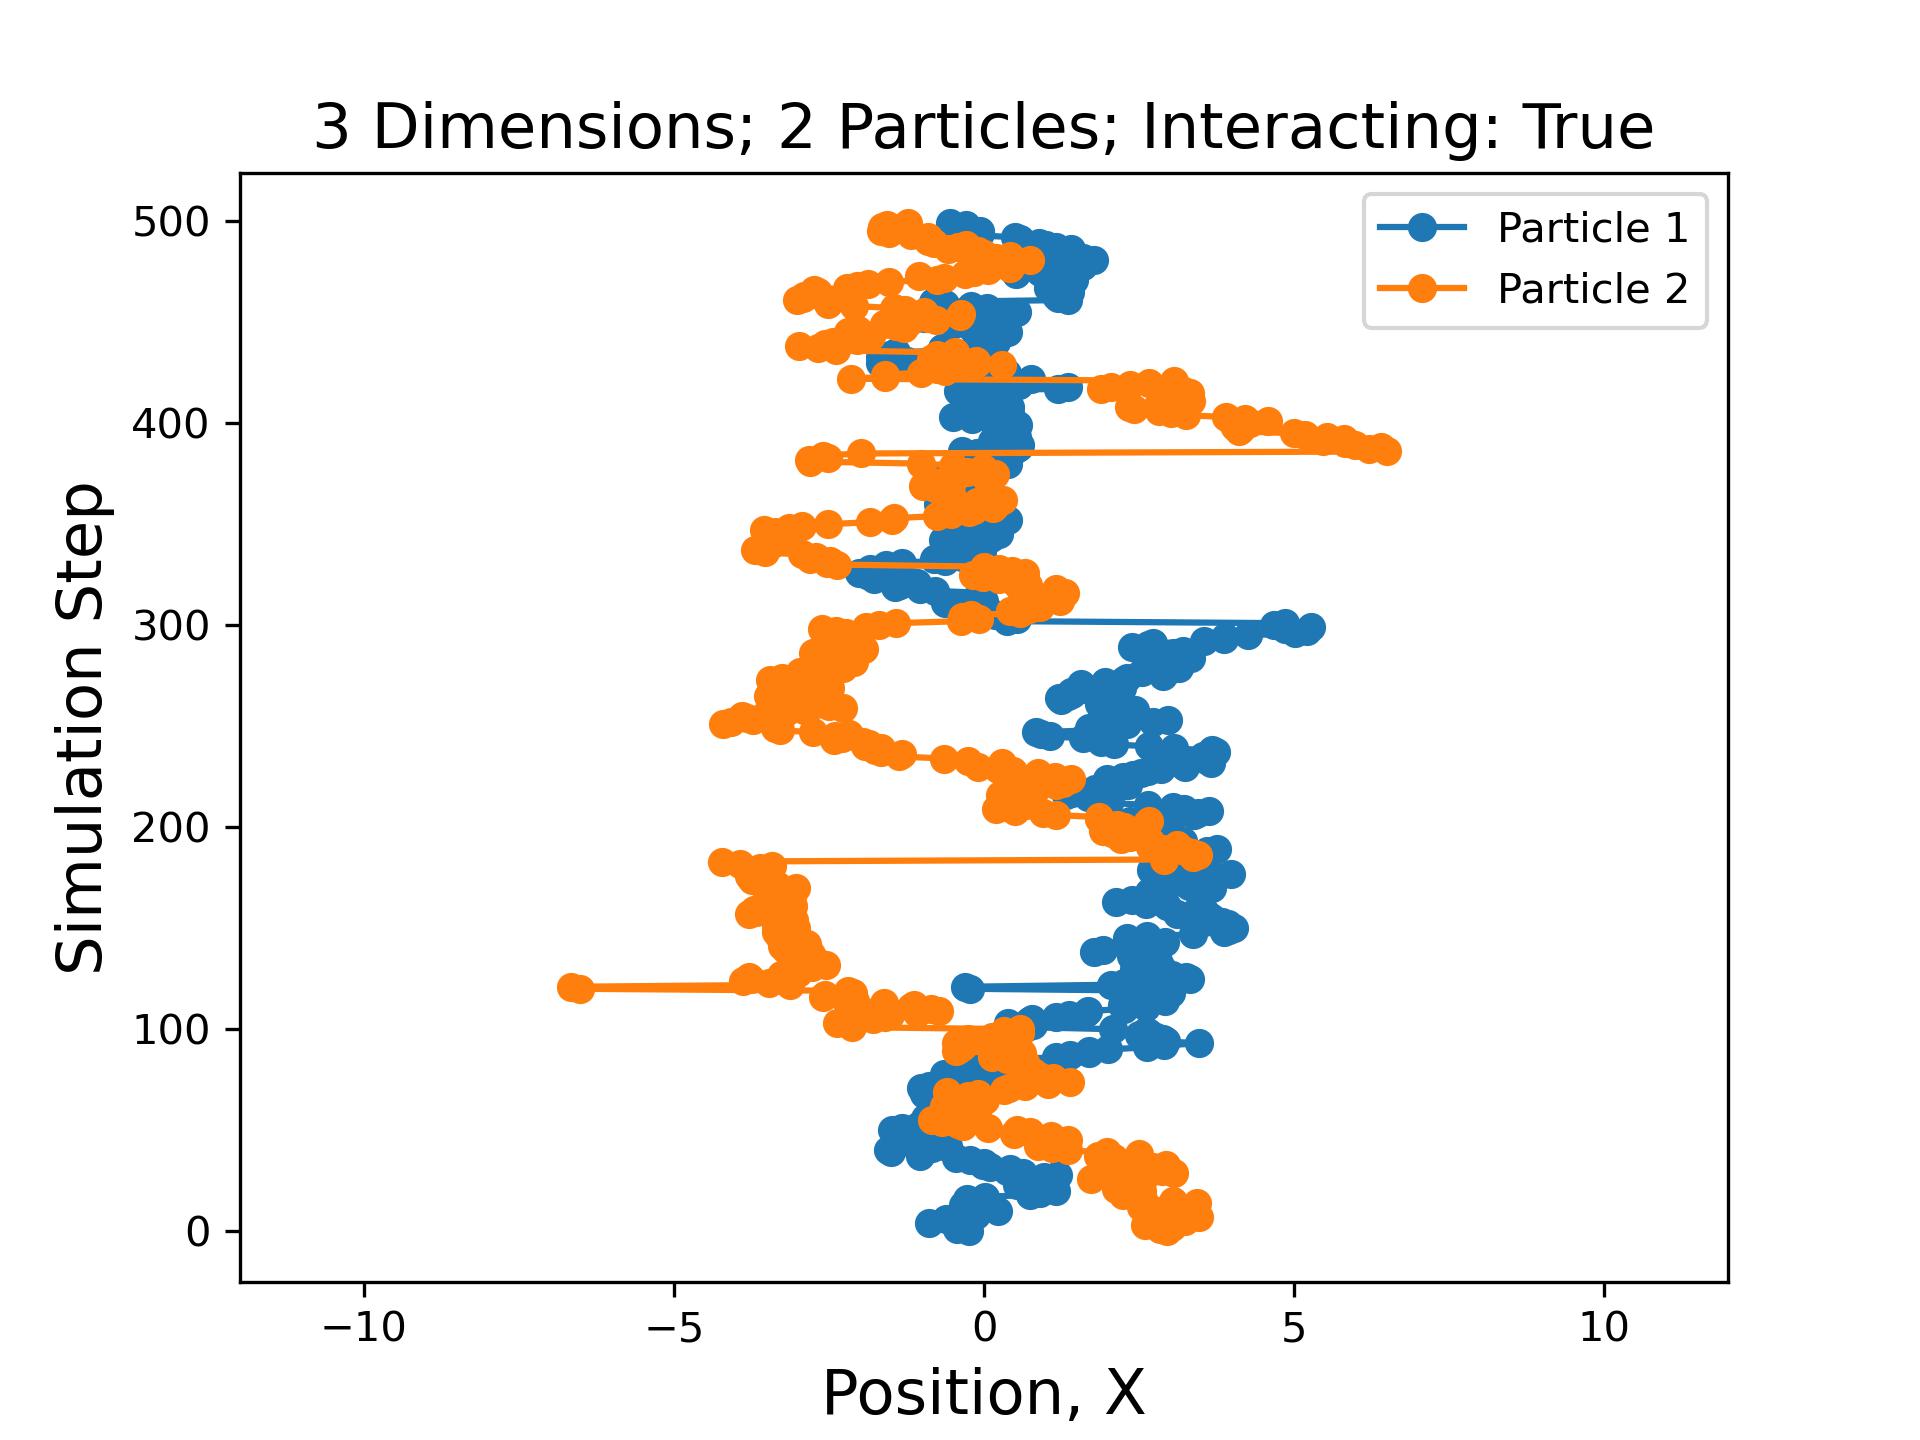 3 Dimensions; 2 Particles; Interacting: True
Particle 1
Particle 2
Simulation Step
500
400
300
200
100
0
−10
−5
0
5
10
Position, X